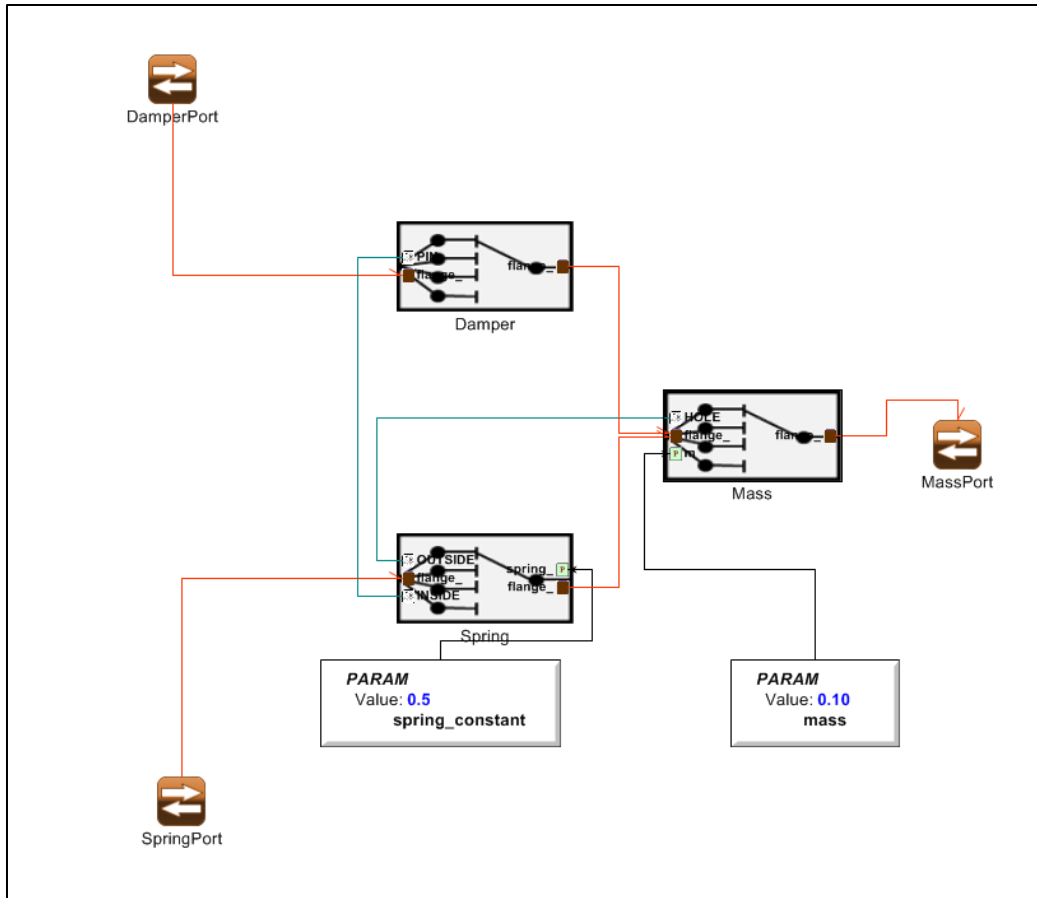 DamperPort
PIN
flange_
flange_
Damper
HOLE
flange_
flange_
P m
Mass
MassPort
OUTSIDE
spring_ P
flange_
flange_
INSIDE
Spring
PARAM
Value: 0.5
spring_constant
PARAM
Value: 0.10
mass
SpringPort